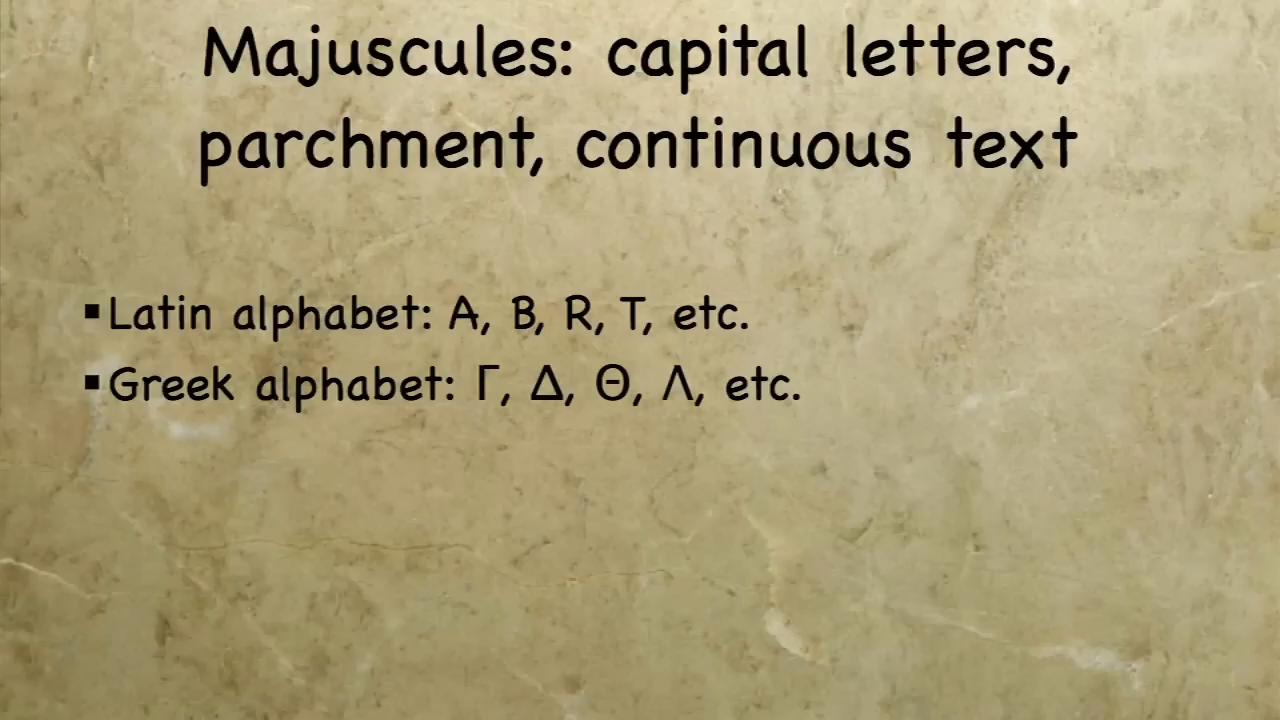 Majuscules: capital letters,
parchment, continuous text
▪Latin alphabet: A, B, R, T, etc.
▪Greek alphabet: Γ, Δ, Θ, Λ, etc.